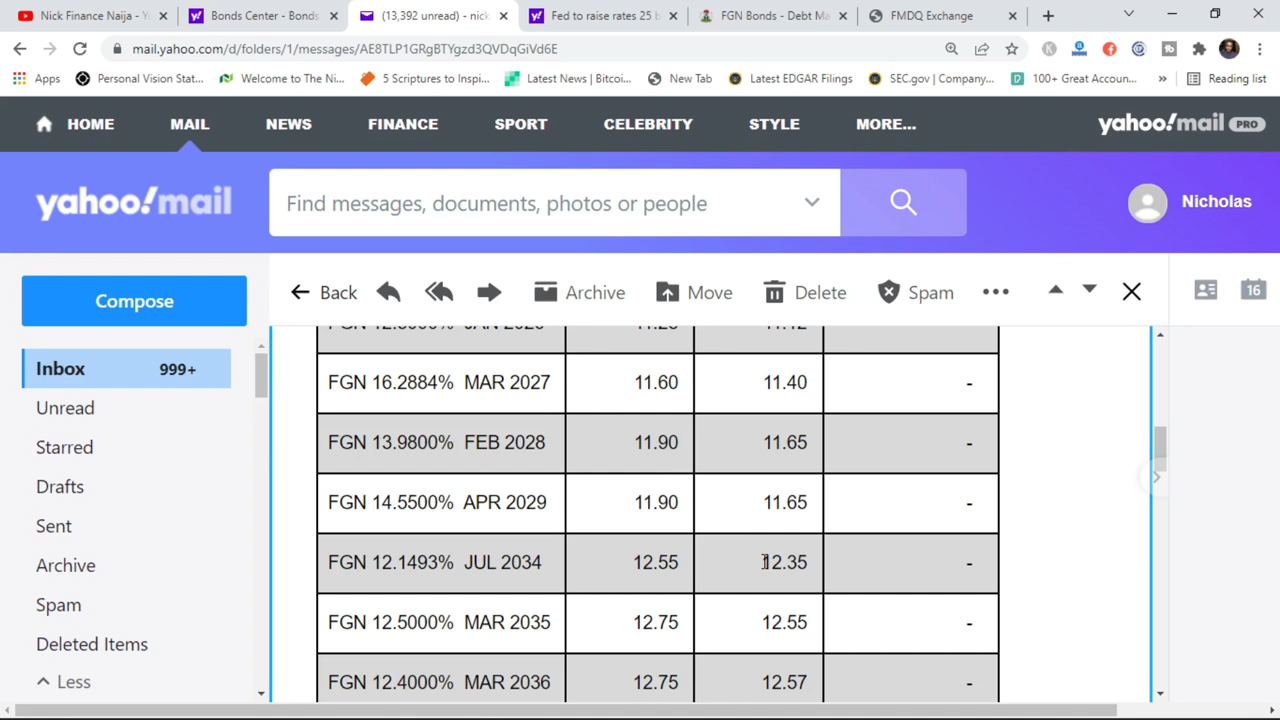 Nick Finance Naija - Y
Bonds Center - Bonds
(13,392 unread) - nick
Fed to raise rates 25 b
FGN Bonds - Debt Ma
FMDQ Exchange
mail.yahoo.com/d/folders/1/messages/AE8TLP1GRgBTYgzd3QVDqGiVd6E
Apps
Personal Vision Stat...
Welcome to The Ni...
5 Scriptures to Inspi...
Latest News | Bitcoi...
New Tab
Latest EDGAR Filings
SEC.gov | Company...
100+ Great Accoun...
»
Reading list
HOME
MAIL
NEWS
FINANCE
SPORT
CELEBRITY
STYLE
MORE...
yahoo!mail PRO
yahoo!mail
Find messages, documents, photos or people
Nicholas
Compose
Back
Archive
Move
Delete
Spam
16
Inbox 999+
Unread
Starred
Drafts
Sent
Archive
Spam
Deleted Items
Less
FGN 16.2884% MAR 2027 11.60 11.40 -
FGN 13.9800% FEB 2028 11.90 11.65 -
FGN 14.5500% APR 2029 11.90 11.65 -
FGN 12.1493% JUL 2034 12.55 12.35 -
FGN 12.5000% MAR 2035 12.75 12.55 -
FGN 12.4000% MAR 2036 12.75 12.57 -